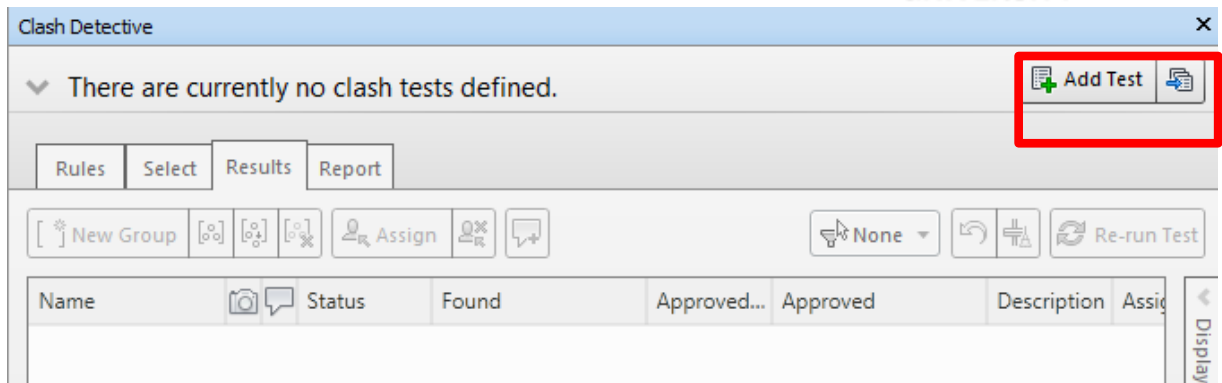 Clash Detective
There are currently no clash tests defined.
Add Test
Rules Select Results Report
New Group Assign None Re-run Test
Name Status Found Approved... Approved Description Assig
Display